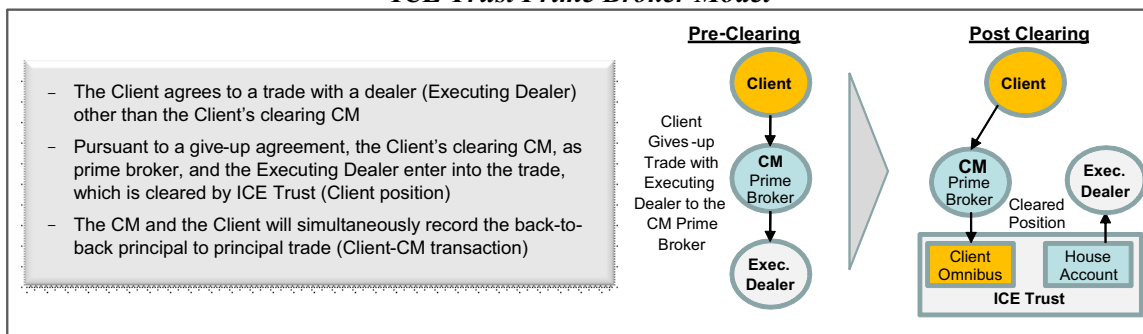 – The Client agrees to a trade with a dealer (Executing Dealer)
other than the Client's clearing CM
– Pursuant to a give-up agreement, the Client's clearing CM, as
prime broker, and the Executing Dealer enter into the trade,
which is cleared by ICE Trust (Client position)
– The CM and the Client will simultaneously record the back-to-
back principal to principal trade (Client-CM transaction)
Pre-Clearing
Client
Client
Gives -up
Trade with
Executing
Dealer to the
CM Prime
Broker
CM
Prime
Broker
Exec.
Dealer
Post Clearing
Client
CM
Prime
Broker
Cleared
Position
Exec.
Dealer
Client
Omnibus
House
Account
ICE Trust